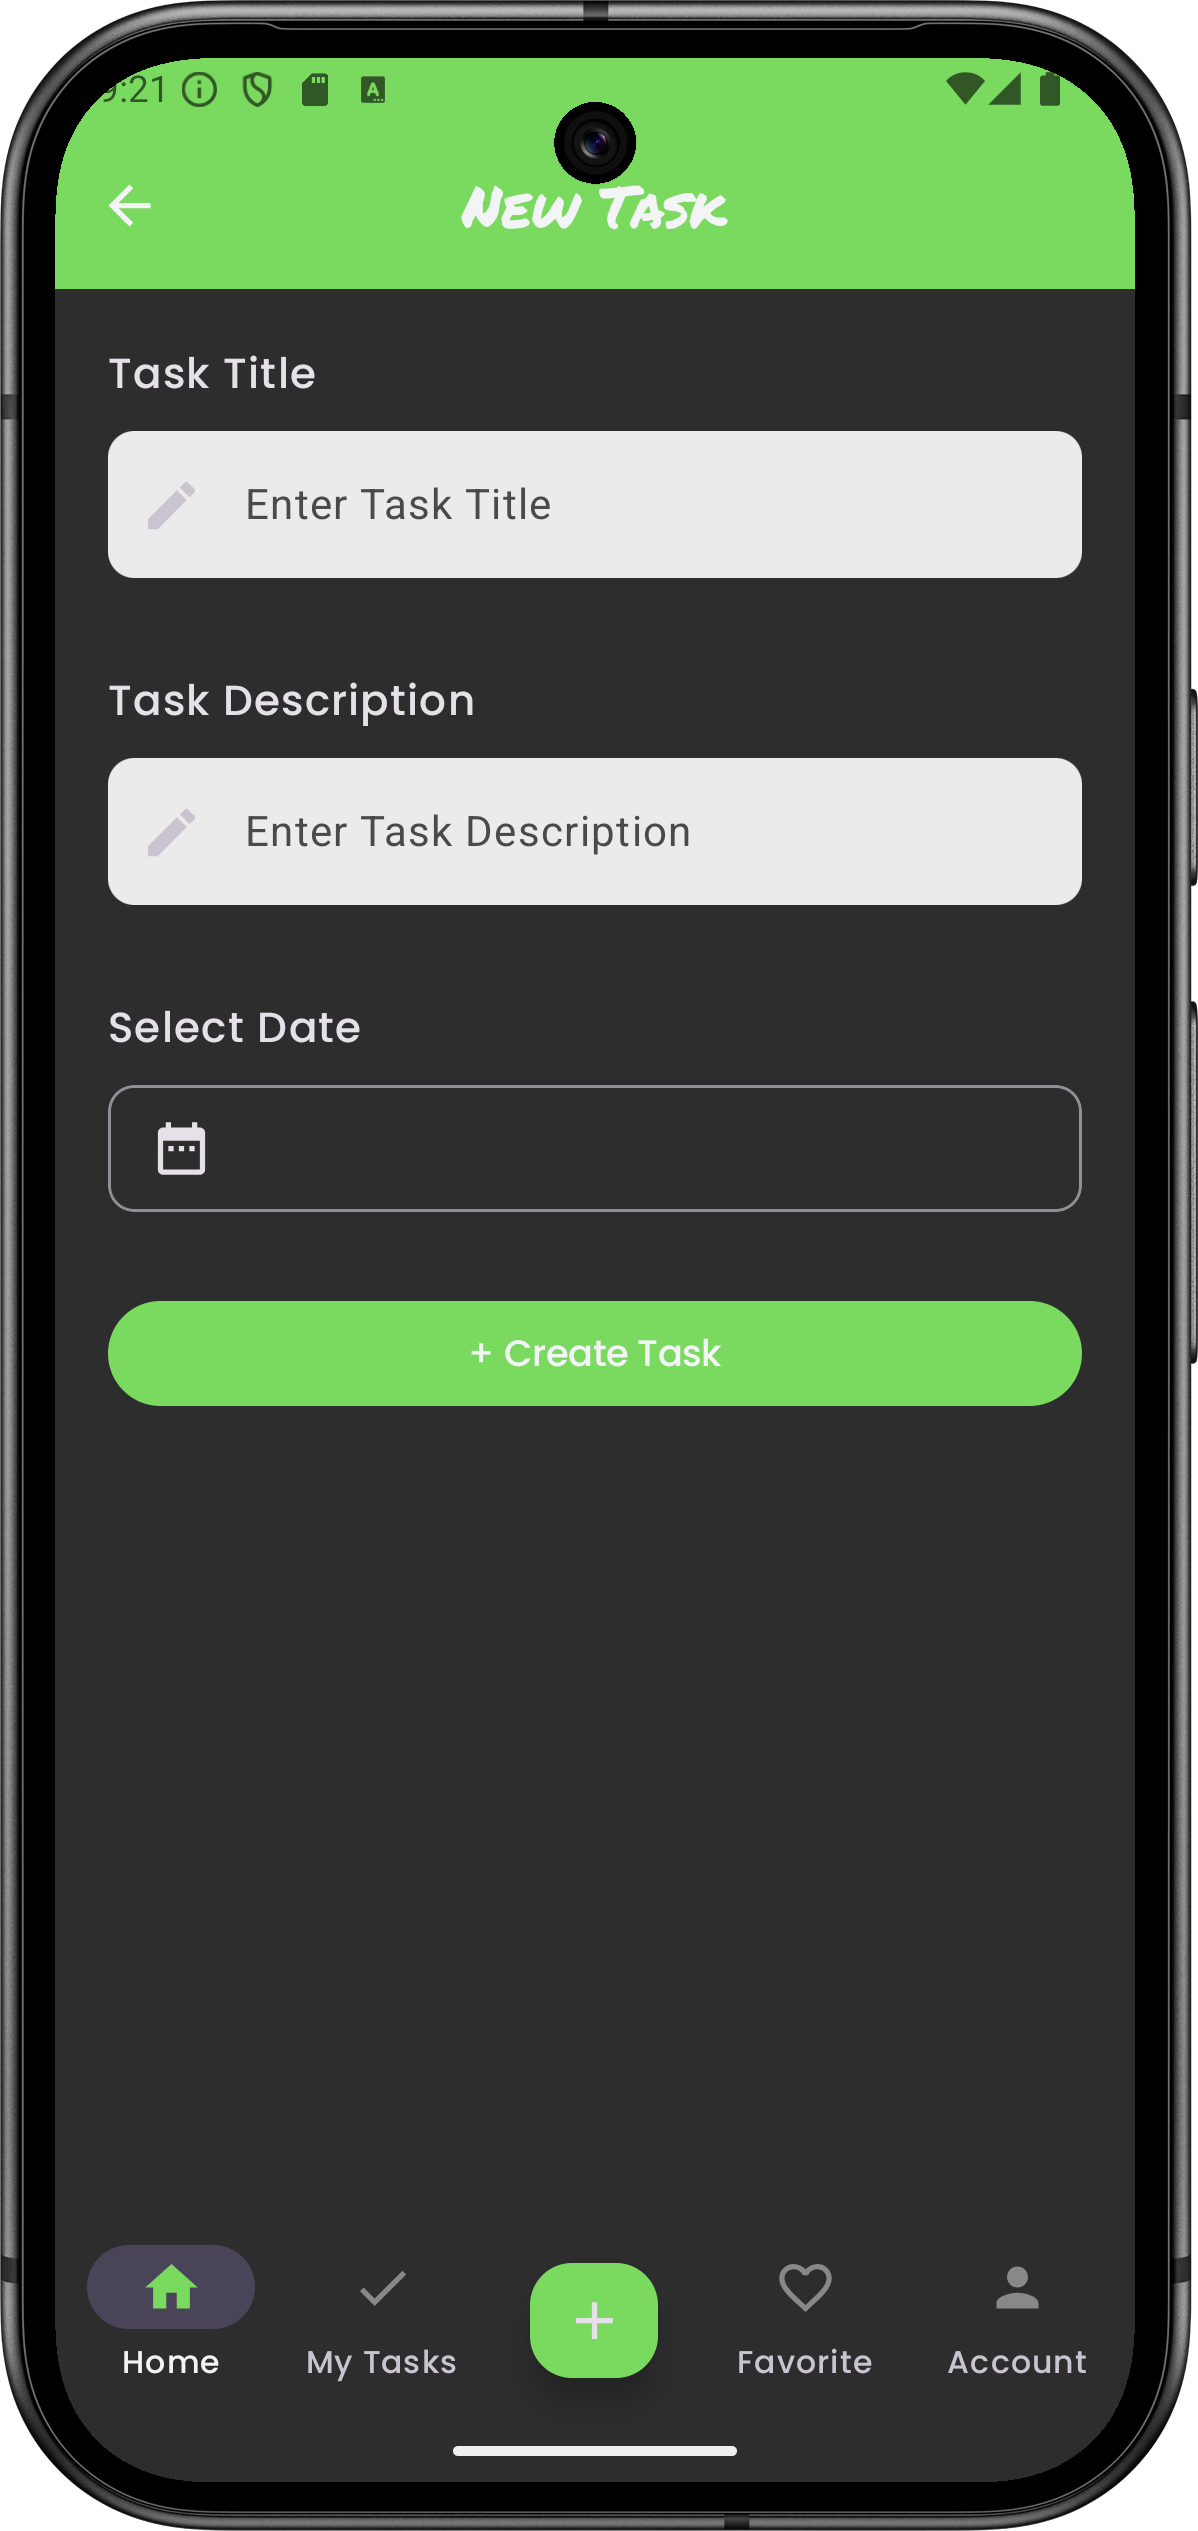 9:21
New Task
Task Title
Enter Task Title
Task Description
Enter Task Description
Select Date
+ Create Task
Home
My Tasks
Favorite
Account